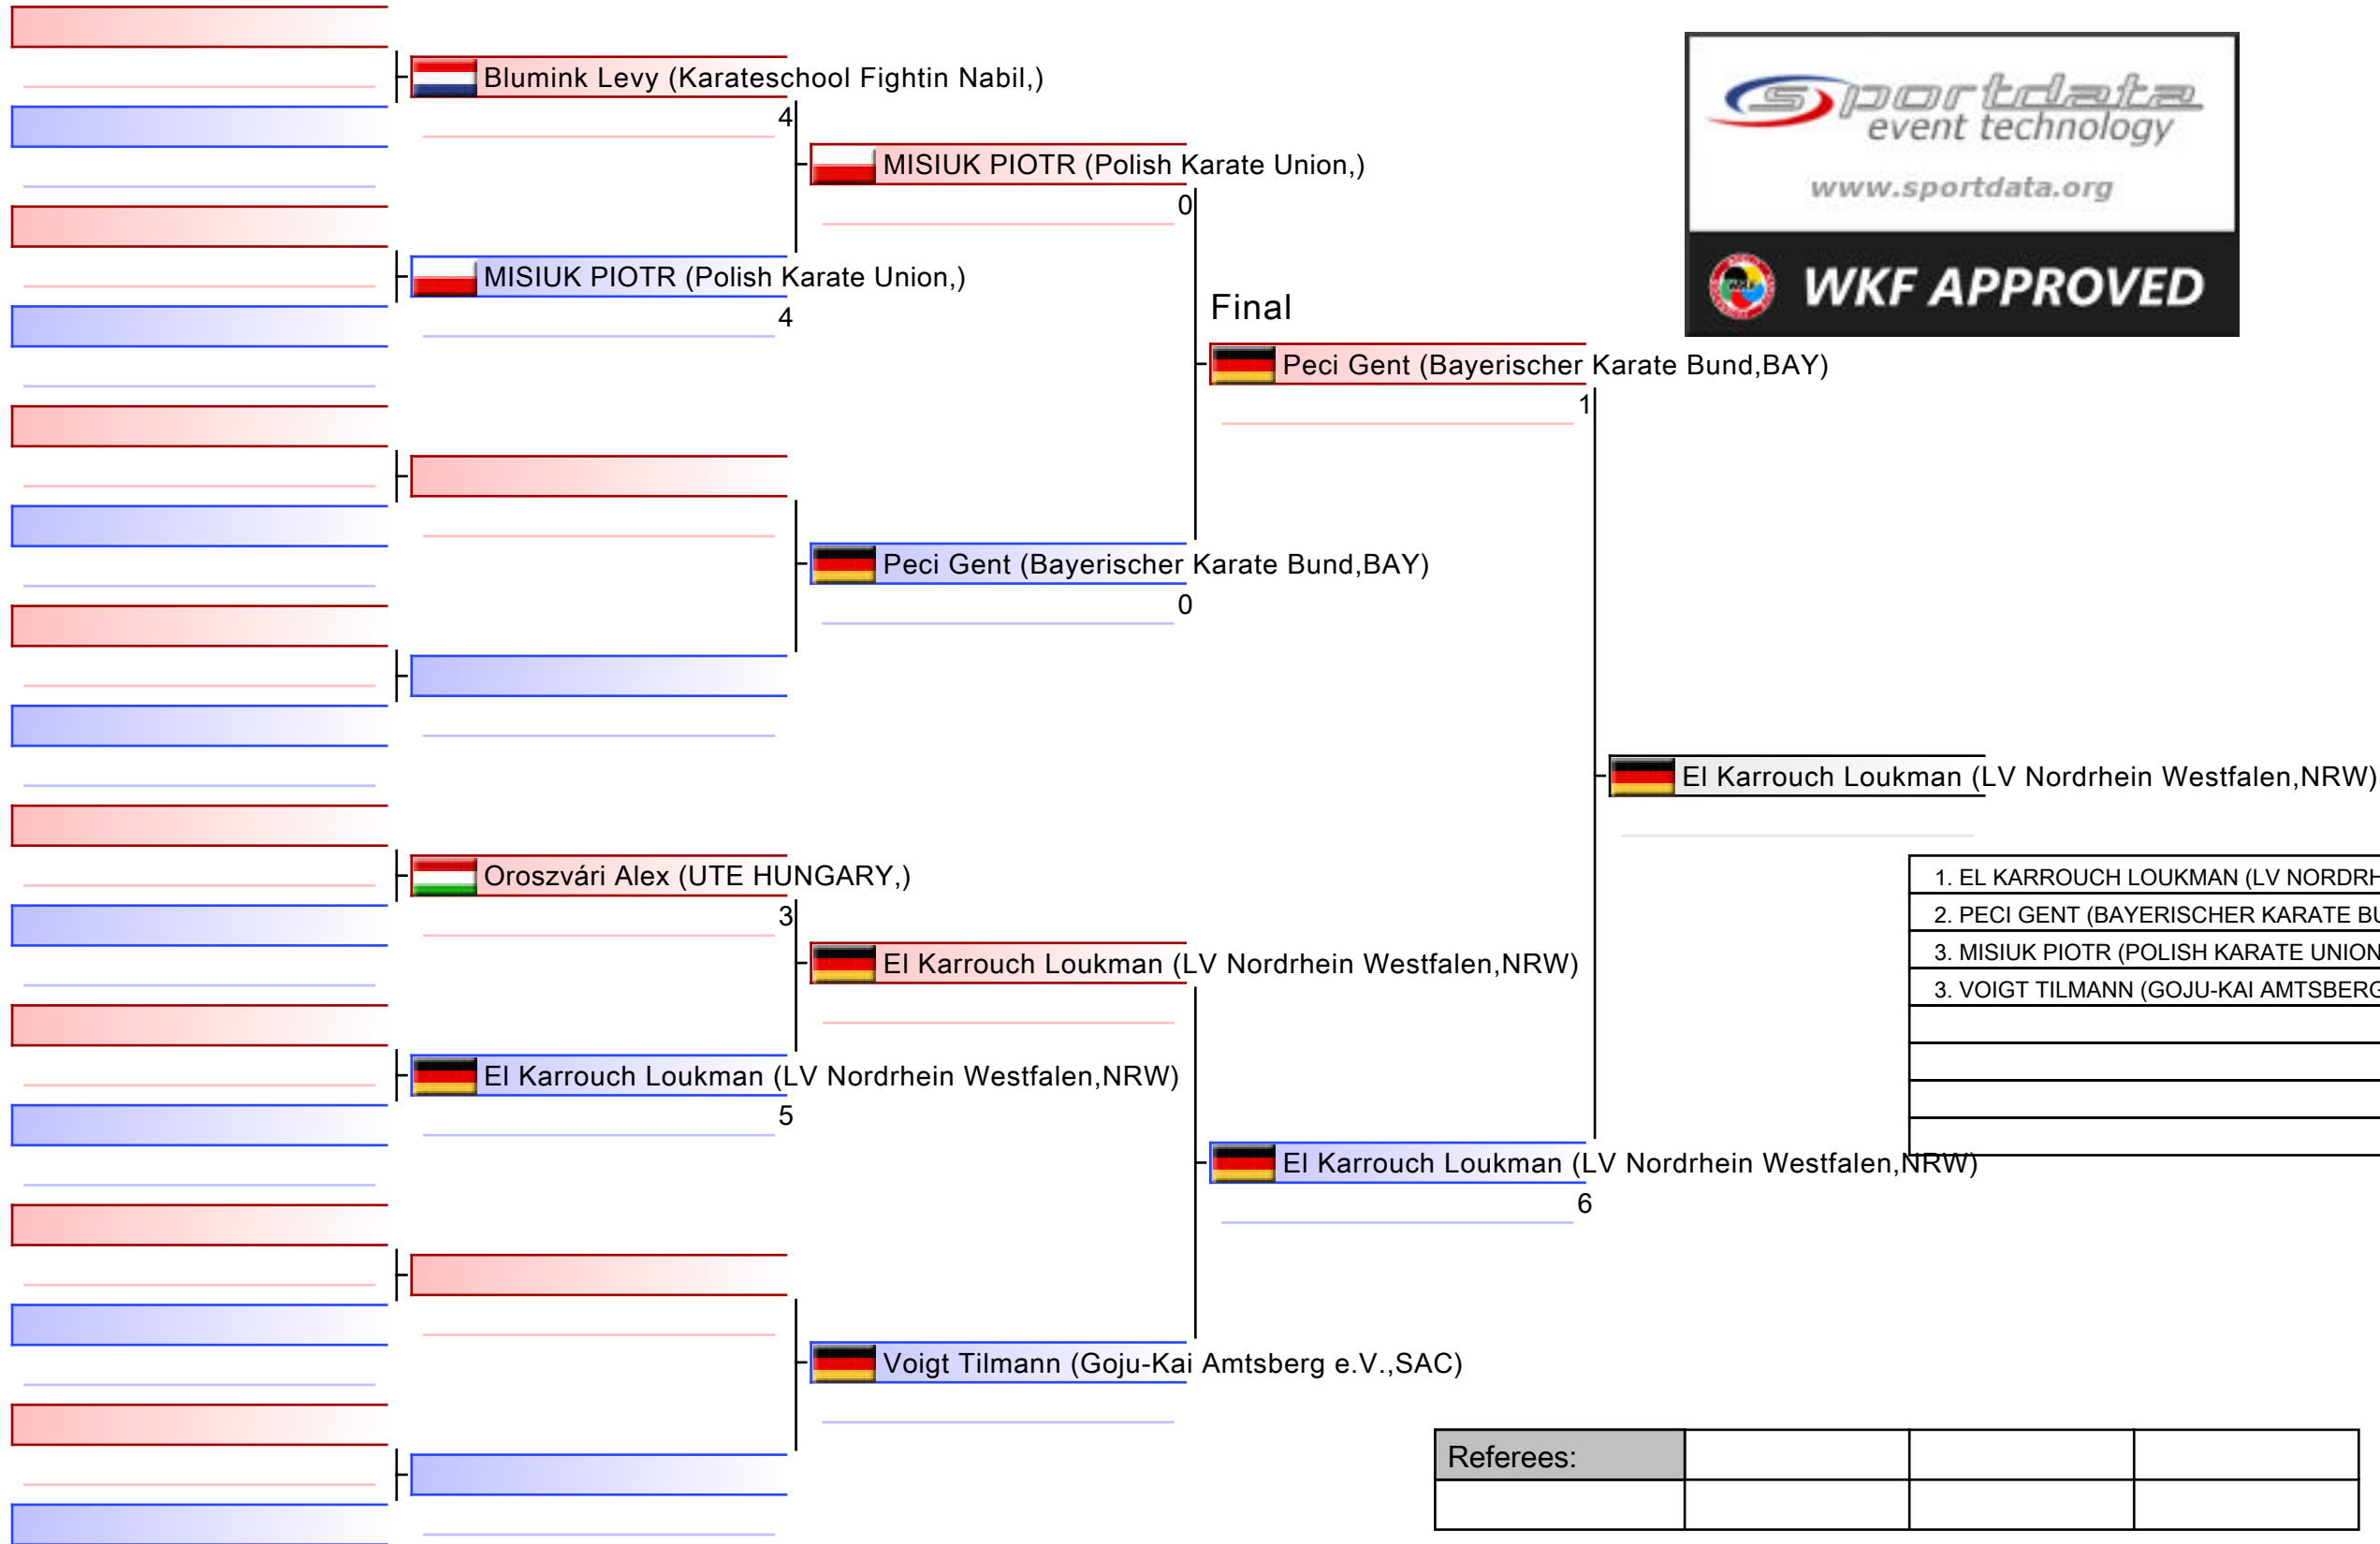 Blumink Levy (Karateschool Fightin Nabil,)
4
MISIUK PIOTR (Polish Karate Union,)
0
MISIUK PIOTR (Polish Karate Union,)
4
sportdata
event technology
www.sportdata.org
WKF APPROVED
Final
Peci Gent (Bayerischer Karate Bund,BAY)
1
Peci Gent (Bayerischer Karate Bund,BAY)
0
El Karrouch Loukman (LV Nordrhein Westfalen,NRW)
Oroszvári Alex (UTE HUNGARY,)
3
El Karrouch Loukman (LV Nordrhein Westfalen,NRW)
El Karrouch Loukman (LV Nordrhein Westfalen,NRW)
5
1. EL KARROUCH LOUKMAN (LV NORDRH
2. PECI GENT (BAYERISCHER KARATE BU
3. MISIUK PIOTR (POLISH KARATE UNION
3. VOIGT TILMANN (GOJU-KAI AMTSBERG
El Karrouch Loukman (LV Nordrhein Westfalen,NRW)
6
Voigt Tilmann (Goju-Kai Amtsberg e.V.,SAC)
Referees: